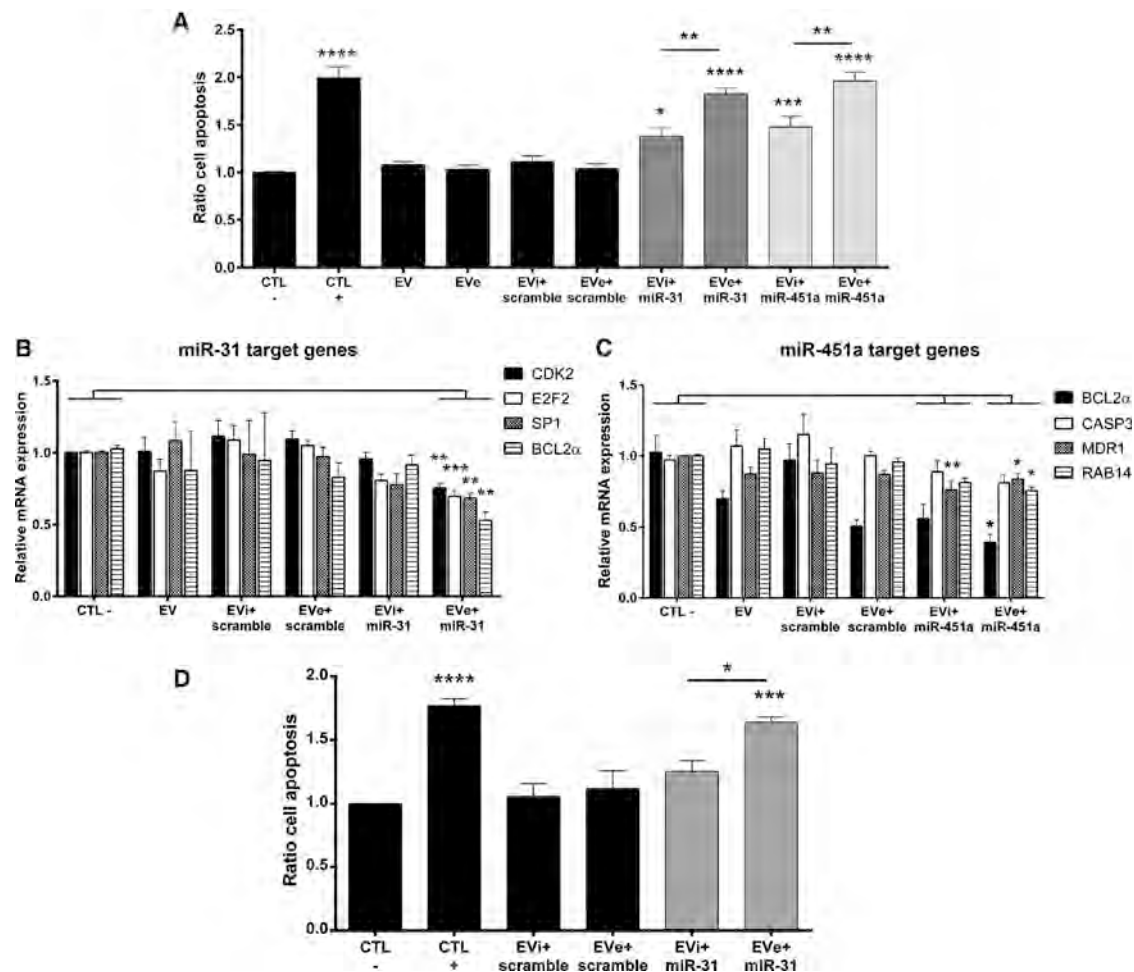 A
Ratio cell apoptosis
2.5
2.0
1.5
1.0
0.5
0.0
****
*
**
****
***
**
****
CTL
-
CTL
+
EV
EVe
EVi+
scramble
EVe+
scramble
EVi+
miR-31
EVe+
miR-31
EVi+
miR-451a
EVe+
miR-451a
B
miR-31 target genes
Relative mRNA expression
1.5
1.0
0.5
0.0
CDK2
E2F2
SP1
BCL2α
**
***
**
**
CTL -
EV
EVi+
scramble
EVe+
scramble
EVi+
miR-31
EVe+
miR-31
C
miR-451a target genes
Relative mRNA expression
1.5
1.0
0.5
0.0
BCL2α
CASP3
MDR1
RAB14
**
*
*
*
CTL -
EV
EVi+
scramble
EVe+
scramble
EVi+
miR-451a
EVe+
miR-451a
D
Ratio cell apoptosis
2.0
1.5
1.0
0.5
0.0
****
*
***
CTL
-
CTL
+
EVi+
scramble
EVe+
scramble
EVi+
miR-31
EVe+
miR-31